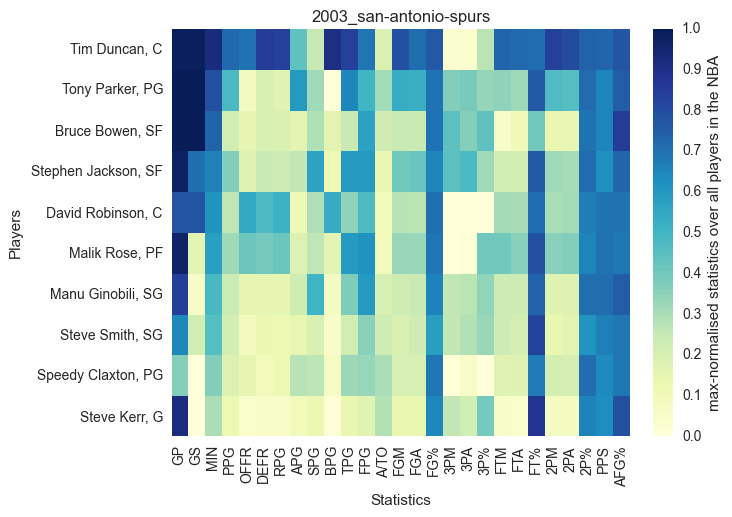 2003_san-antonio-spurs
Players
Tim Duncan, C
Tony Parker, PG
Bruce Bowen, SF
Stephen Jackson, SF
David Robinson, C
Malik Rose, PF
Manu Ginobili, SG
Steve Smith, SG
Speedy Claxton, PG
Steve Kerr, G
GP GS MIN PPG OFFR DEFR RPG APG SPG BPG TPG FPG A/TO FGM FGA FG% 3PM 3PA 3P% FTM FTA FT% 2PM 2PA 2P% PPS AFG%
Statistics
1.0
0.9
0.8
0.7
0.6
0.5
0.4
0.3
0.2
0.1
0.0
max-normalised statistics over all players in the NBA